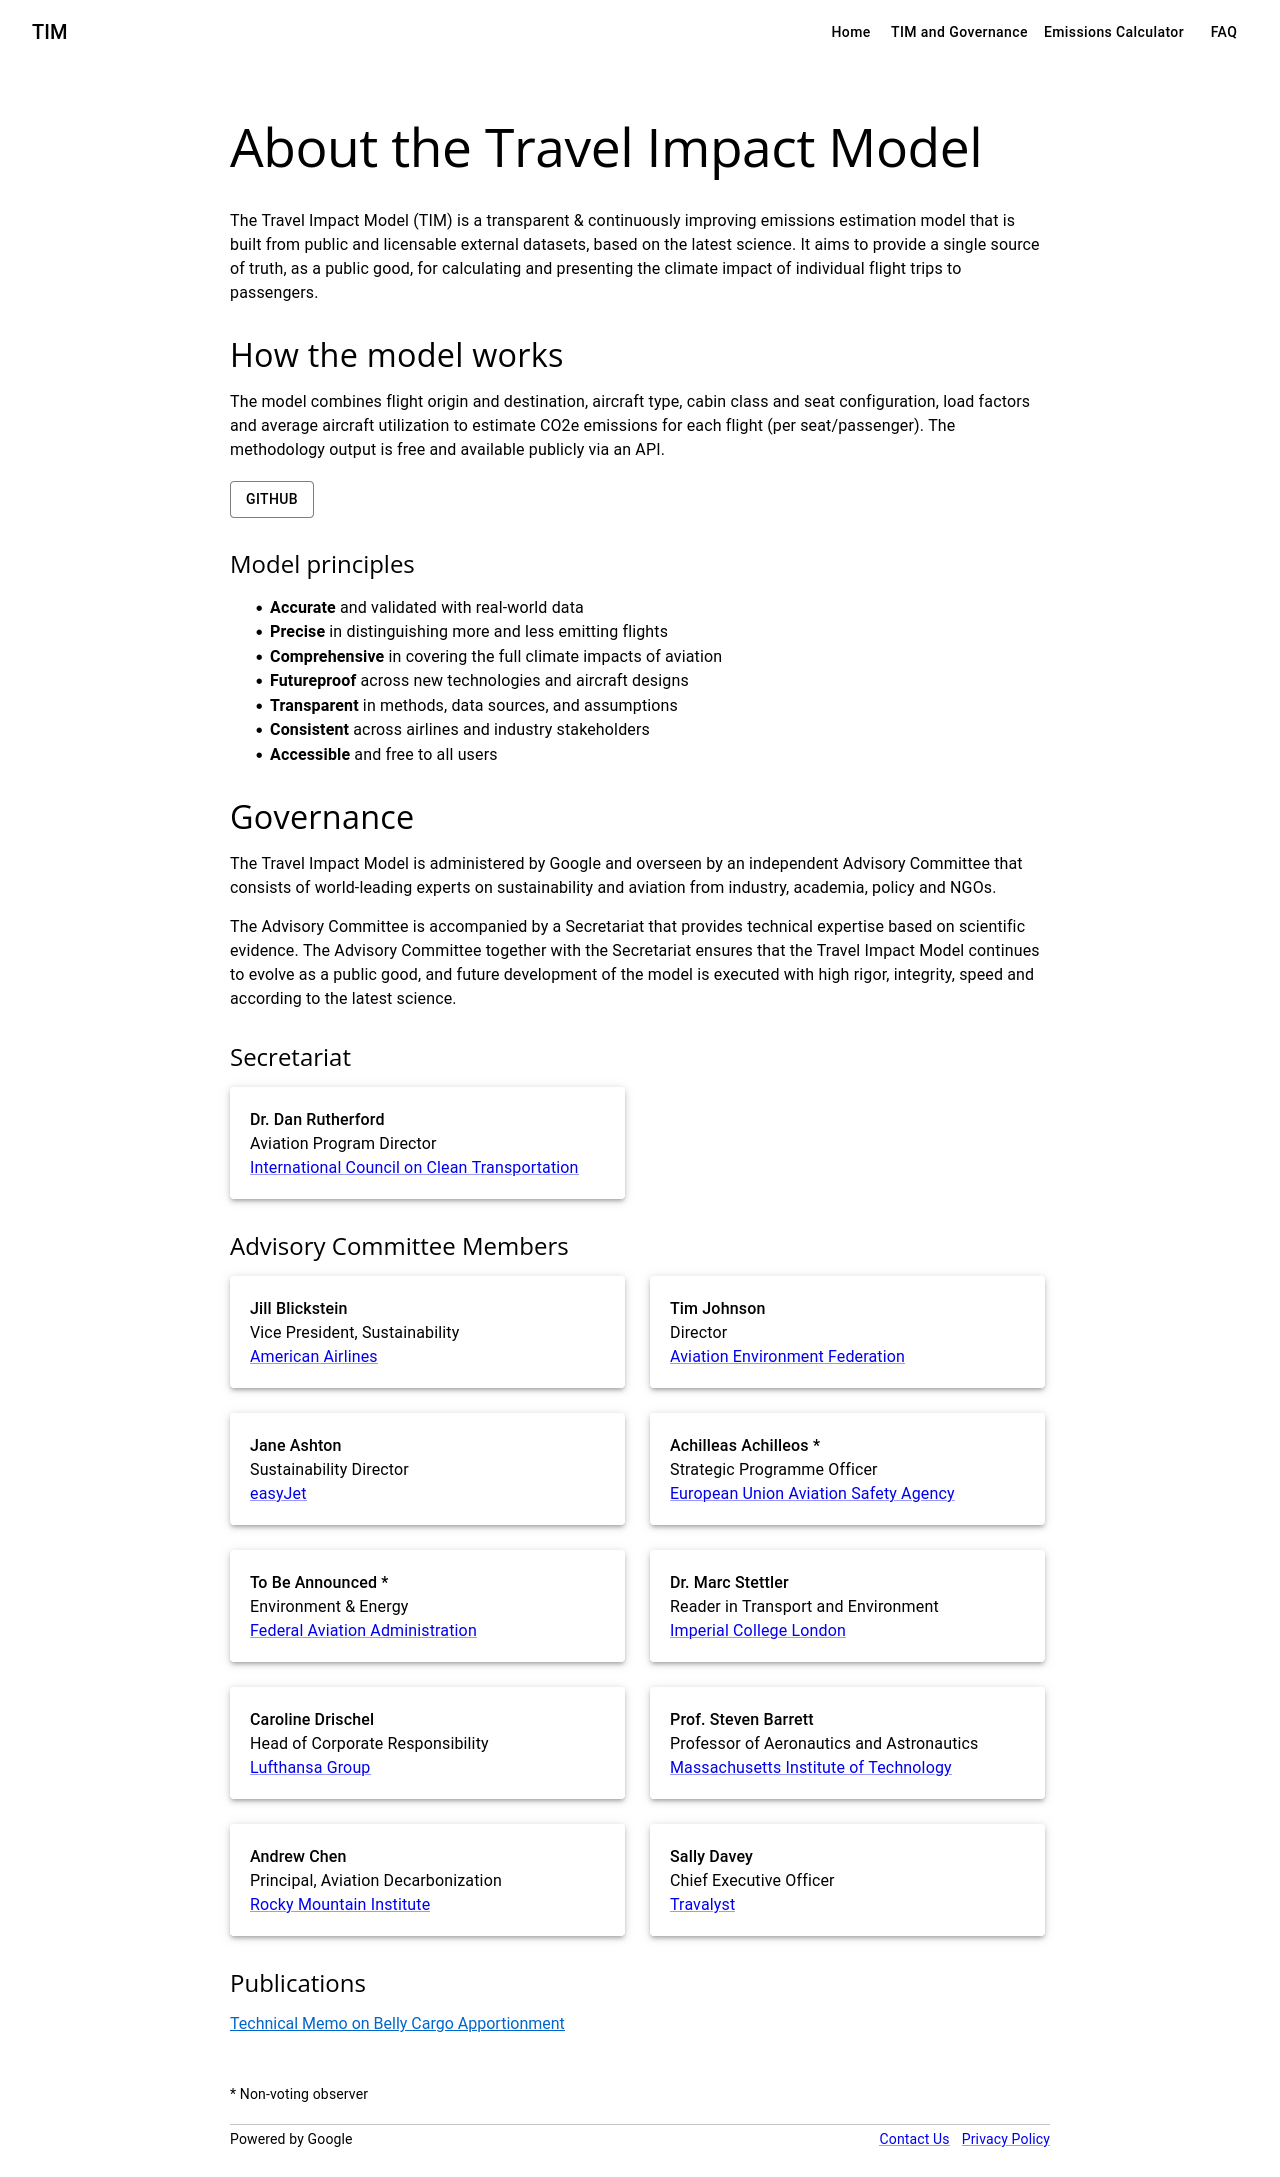 TIM
Home TIM and Governance Emissions Calculator FAQ
About the Travel Impact Model
The Travel Impact Model (TIM) is a transparent & continuously improving emissions estimation model that is
built from public and licensable external datasets, based on the latest science. It aims to provide a single source
of truth, as a public good, for calculating and presenting the climate impact of individual flight trips to
passengers.
How the model works
The model combines flight origin and destination, aircraft type, cabin class and seat configuration, load factors
and average aircraft utilization to estimate CO2e emissions for each flight (per seat/passenger). The
methodology output is free and available publicly via an API.
GITHUB
Model principles
• Accurate and validated with real-world data
• Precise in distinguishing more and less emitting flights
• Comprehensive in covering the full climate impacts of aviation
• Futureproof across new technologies and aircraft designs
• Transparent in methods, data sources, and assumptions
• Consistent across airlines and industry stakeholders
• Accessible and free to all users
Governance
The Travel Impact Model is administered by Google and overseen by an independent Advisory Committee that
consists of world-leading experts on sustainability and aviation from industry, academia, policy and NGOs.
The Advisory Committee is accompanied by a Secretariat that provides technical expertise based on scientific
evidence. The Advisory Committee together with the Secretariat ensures that the Travel Impact Model continues
to evolve as a public good, and future development of the model is executed with high rigor, integrity, speed and
according to the latest science.
Secretariat
Dr. Dan Rutherford
Aviation Program Director
International Council on Clean Transportation
Advisory Committee Members
Jill Blickstein
Vice President, Sustainability
American Airlines
Tim Johnson
Director
Aviation Environment Federation
Jane Ashton
Sustainability Director
easyJet
Achilleas Achilleos *
Strategic Programme Officer
European Union Aviation Safety Agency
To Be Announced *
Environment & Energy
Federal Aviation Administration
Dr. Marc Stettler
Reader in Transport and Environment
Imperial College London
Caroline Drischel
Head of Corporate Responsibility
Lufthansa Group
Prof. Steven Barrett
Professor of Aeronautics and Astronautics
Massachusetts Institute of Technology
Andrew Chen
Principal, Aviation Decarbonization
Rocky Mountain Institute
Sally Davey
Chief Executive Officer
Travalyst
Publications
Technical Memo on Belly Cargo Apportionment
* Non-voting observer
Powered by Google
Contact Us Privacy Policy